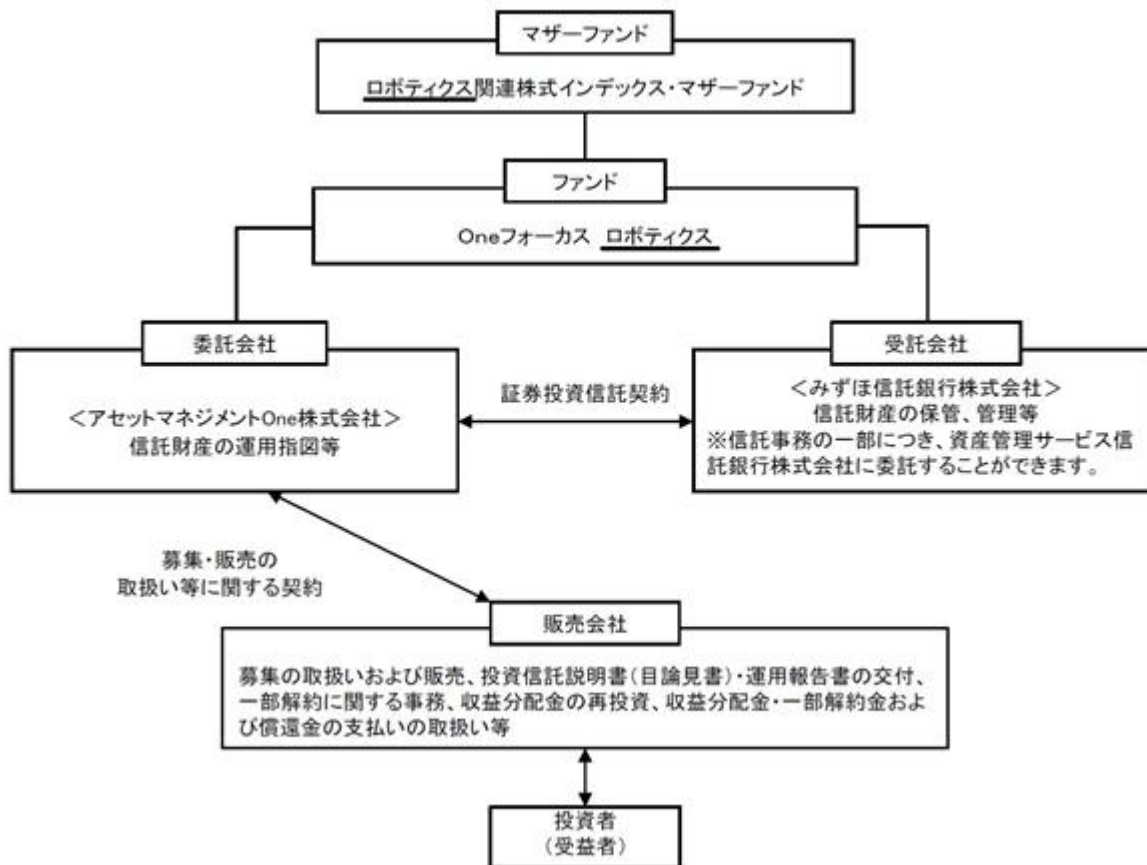 マザーファンド
ロボティクス関連株式インデックス・マザーファンド
ファンド
Oneフォーカス ロボティクス
委託会社
<アセットマネジメントOne株式会社>
信託財産の運用指図等
証券投資信託契約
受託会社
<みずほ信託銀行株式会社>
信託財産の保管、管理等
※信託事務の一部につき、資産管理サービス信
託銀行株式会社に委託することができます。
募集・販売の
取扱い等に関する契約
販売会社
募集の取扱いおよび販売、投資信託説明書(目論見書)・運用報告書の交付、
一部解約に関する事務、収益分配金の再投資、収益分配金・一部解約金およ
び償還金の支払いの取扱い等
投資者
(受益者)